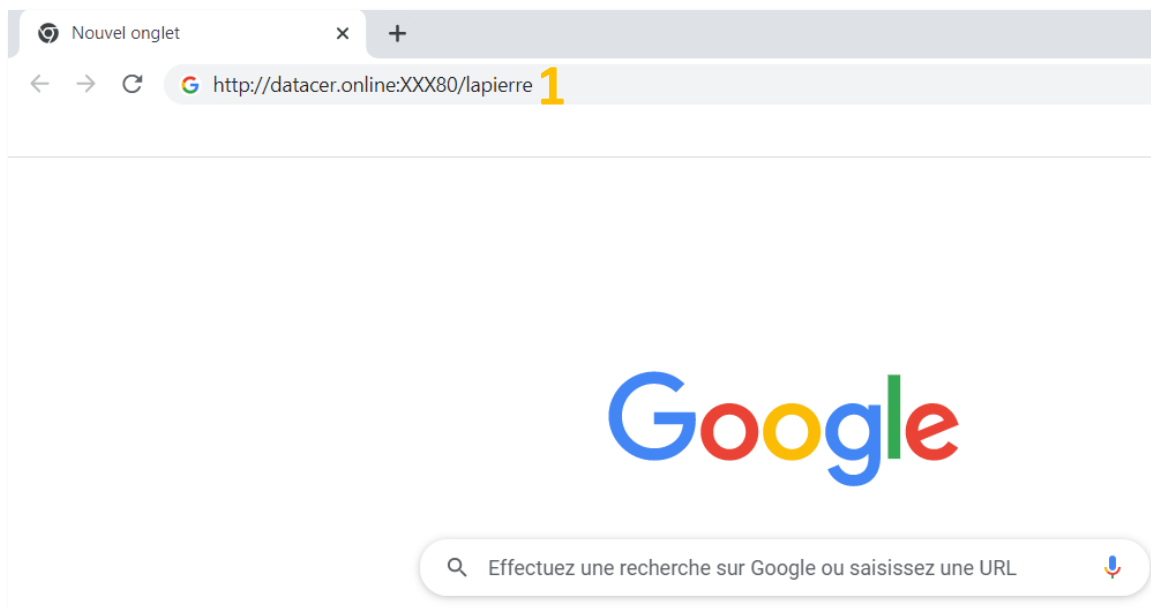 Nouvel onglet
http://datacer.online:XXX80/lapierre 1
Google
Effectuez une recherche sur Google ou saisissez une URL